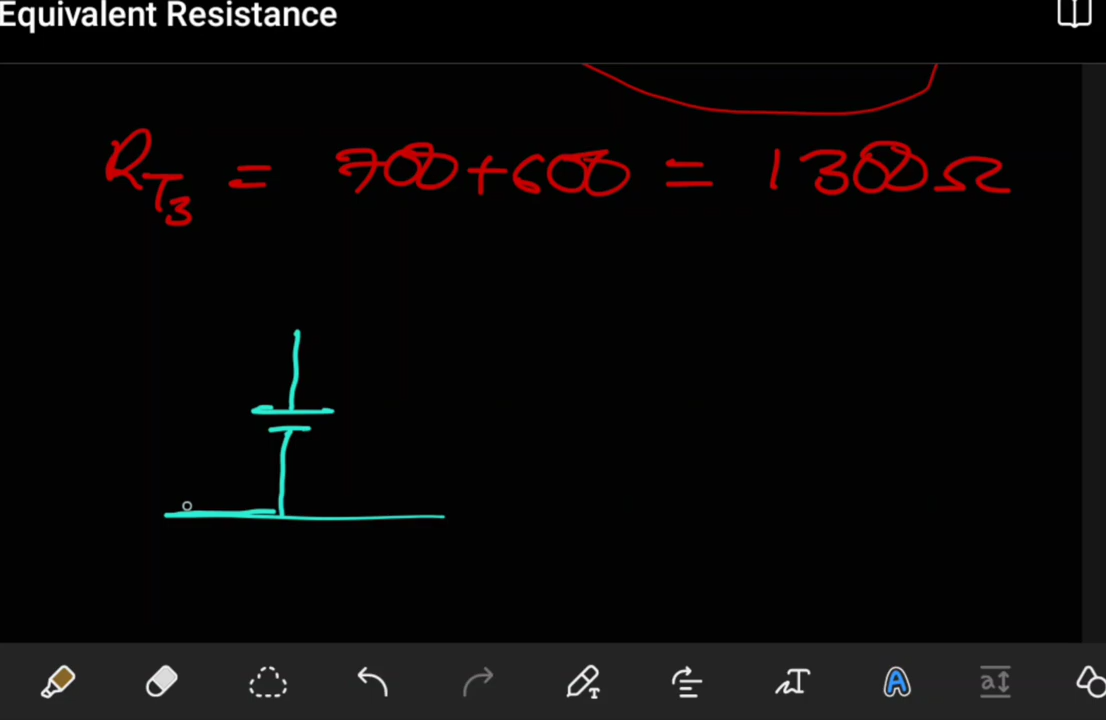 Equivalent Resistance
R_T₃ = 700+600 = 1300Ω
T
T
A
a